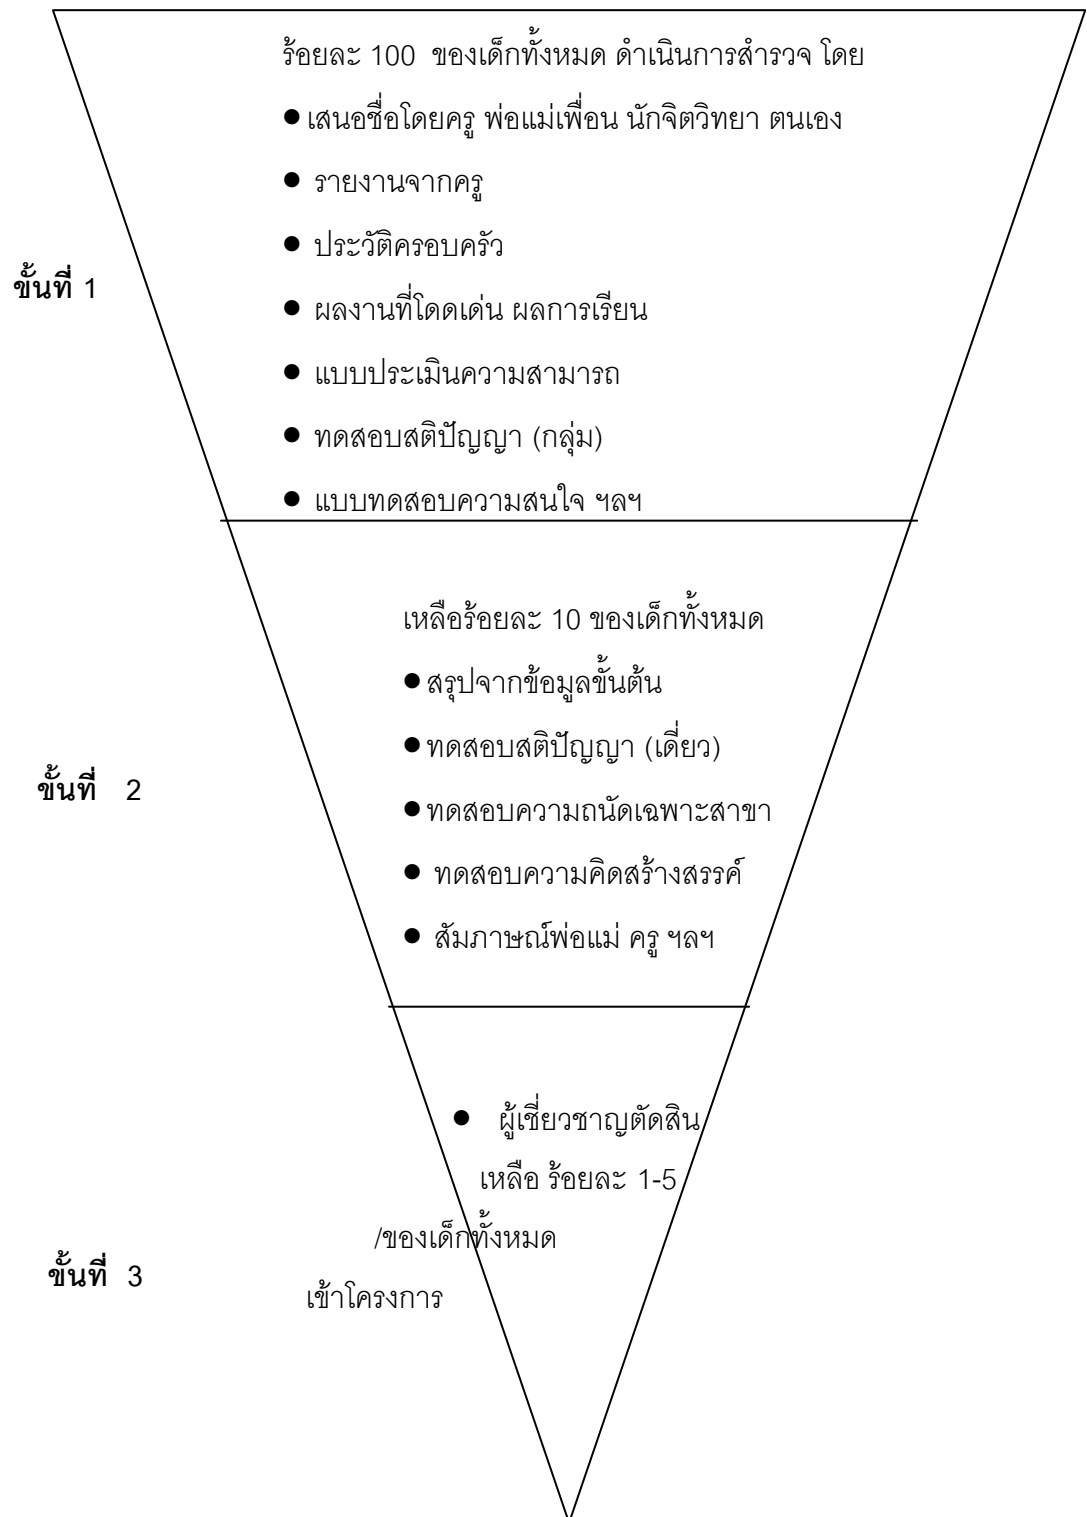 ร้อยละ 100 ของเด็กทั้งหมด ดำเนินการสำรวจ โดย
● เสนอชื่อโดยครู พ่อแม่เพื่อน นักจิตวิทยา ตนเอง
● รายงานจากครู
● ประวัติครอบครัว
ขั้นที่ 1
● ผลงานที่โดดเด่น ผลการเรียน
● แบบประเมินความสามารถ
● ทดสอบสติปัญญา (กลุ่ม)
● แบบทดสอบความสนใจ ฯลฯ
เหลือร้อยละ 10 ของเด็กทั้งหมด
● สรุปจากข้อมูลขั้นต้น
● ทดสอบสติปัญญา (เดี่ยว)
ขั้นที่ 2
● ทดสอบความถนัดเฉพาะสาขา
● ทดสอบความคิดสร้างสรรค์
● สัมภาษณ์พ่อแม่ ครู ฯลฯ
● ผู้เชี่ยวชาญตัดสิน
เหลือ ร้อยละ 1-5
/ของเด็กทั้งหมด
ขั้นที่ 3
เข้าโครงการ